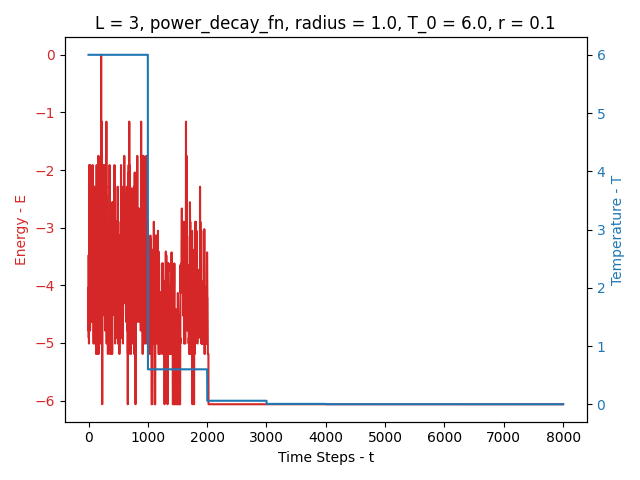 L = 3, power_decay_fn, radius = 1.0, T_0 = 6.0, r = 0.1
0
−1
−2
−3
−4
−5
−6
Energy - E
6
5
4
3
2
1
0
Temperature - T
0 1000 2000 3000 4000 5000 6000 7000 8000
Time Steps - t